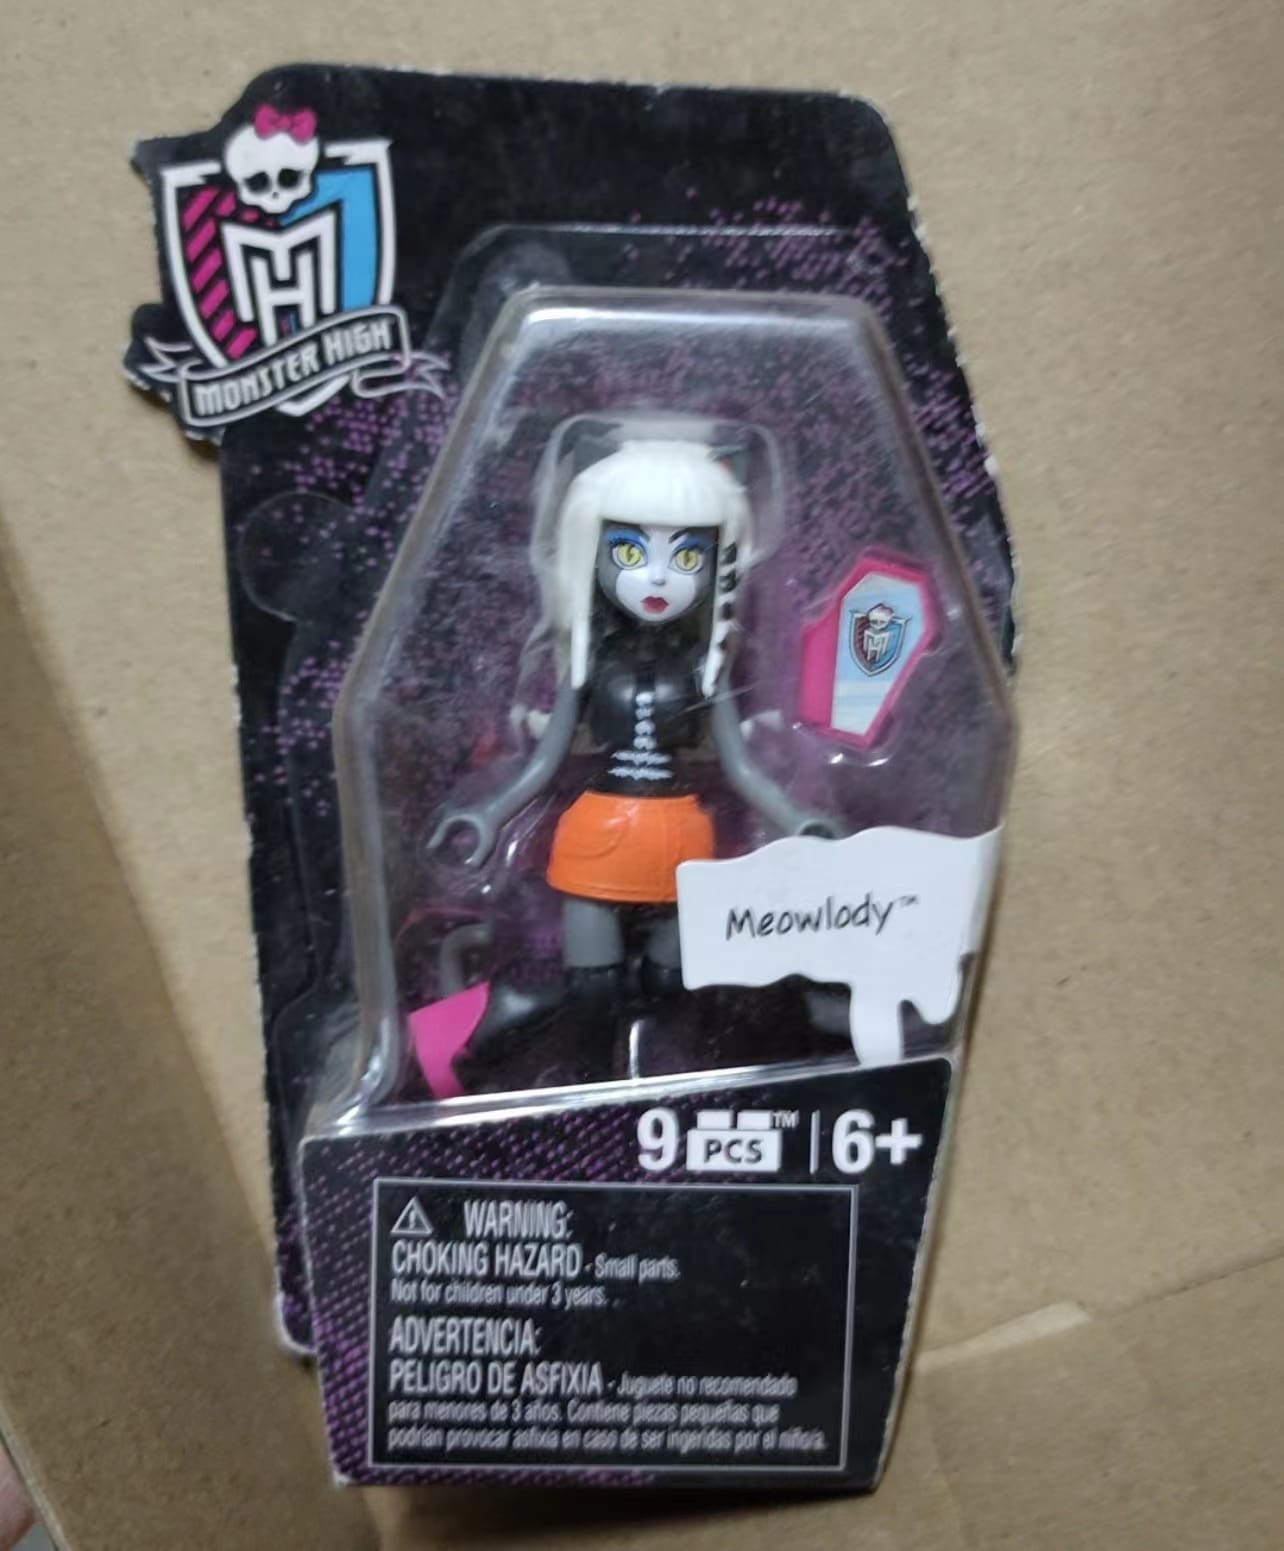 MH
MONSTER HIGH
MH
Meowlody™
9 PCS™ | 6+
WARNING:
CHOKING HAZARD - Small parts.
Not for children under 3 years.
ADVERTENCIA:
PELIGRO DE ASFIXIA - Juguete no recomendado
para menores de 3 años. Contiene piezas pequeñas que
podrían provocar asfixia en caso de ser ingeridas por el niño/a.